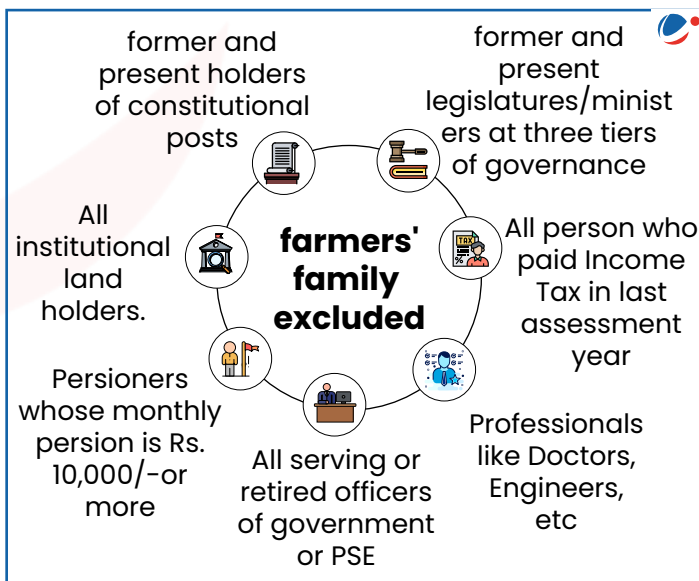 former and
present holders
of constitutional
posts
former and
present
legislatures/minist
ers at three tiers
of governance
All
institutional
land
holders.
farmers'
family
excluded
TAX
%
All person who
paid Income
Tax in last
assessment
year
Persioners
whose monthly
persion is Rs.
10,000/-or
more
All serving or
retired officers
of government
or PSE
Professionals
like Doctors,
Engineers,
etc